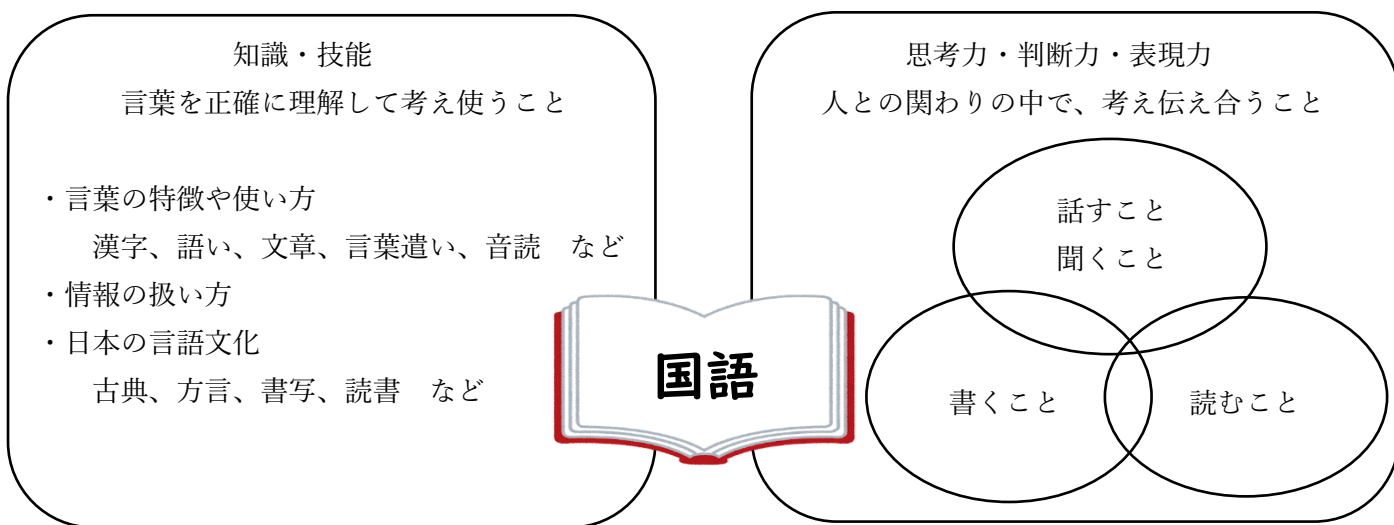 知識・技能
言葉を正確に理解して考え使うこと
・言葉の特徴や使い方
漢字、語い、文章、言葉遣い、音読　など
・情報の扱い方
・日本の言語文化
古典、方言、書写、読書　など
国語
思考力・判断力・表現力
人との関わりの中で、考え伝え合うこと
話すこと
聞くこと
書くこと
読むこと